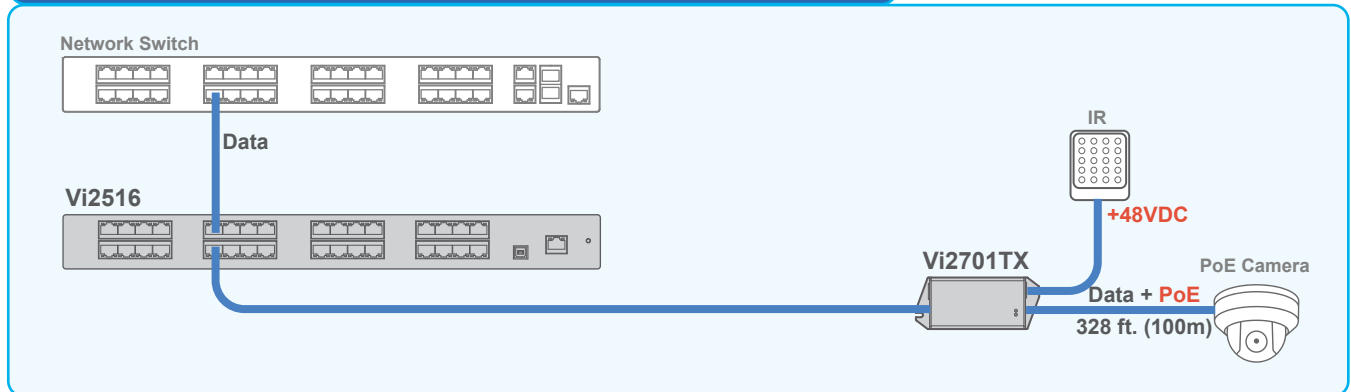 Network Switch
Data
Vi2516
IR
+48VDC
Vi2701TX
PoE Camera
Data + PoE
328 ft. (100m)